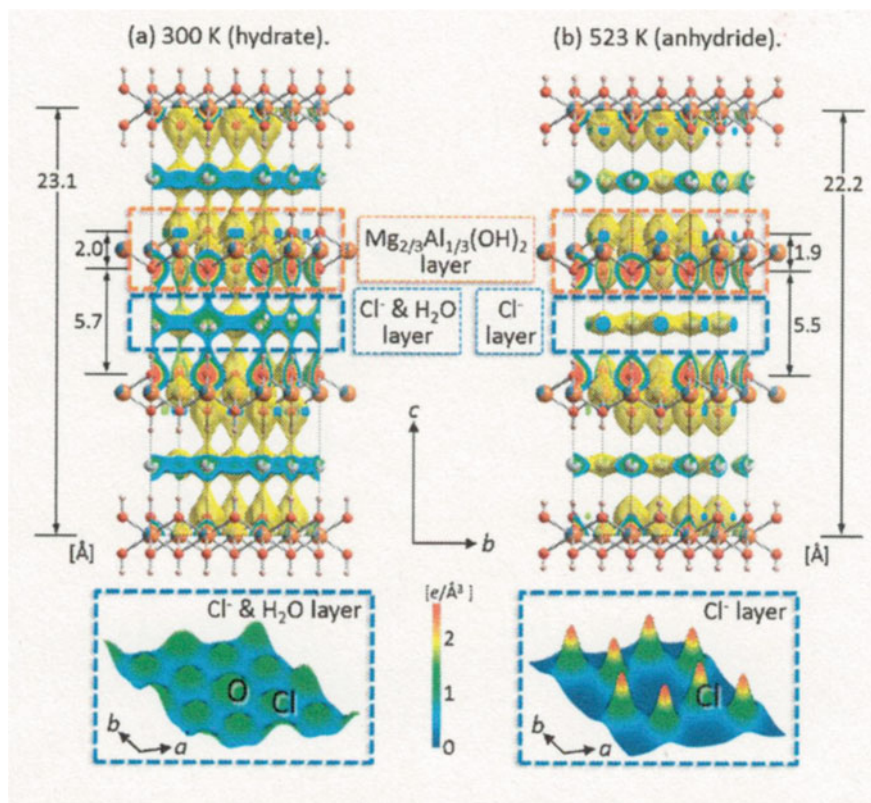 (a) 300 K (hydrate).
(b) 523 K (anhydride).
23.1
22.2
2.0
1.9
Mg2/3Al1/3(OH)2
layer
5.7
5.5
Cl⁻ & H2O
layer
Cl⁻
layer
c
b
[Å]
[Å]
[e/Å³]
2
1
0
Cl⁻ & H2O layer
O
Cl
b
a
Cl⁻ layer
Cl
b
a